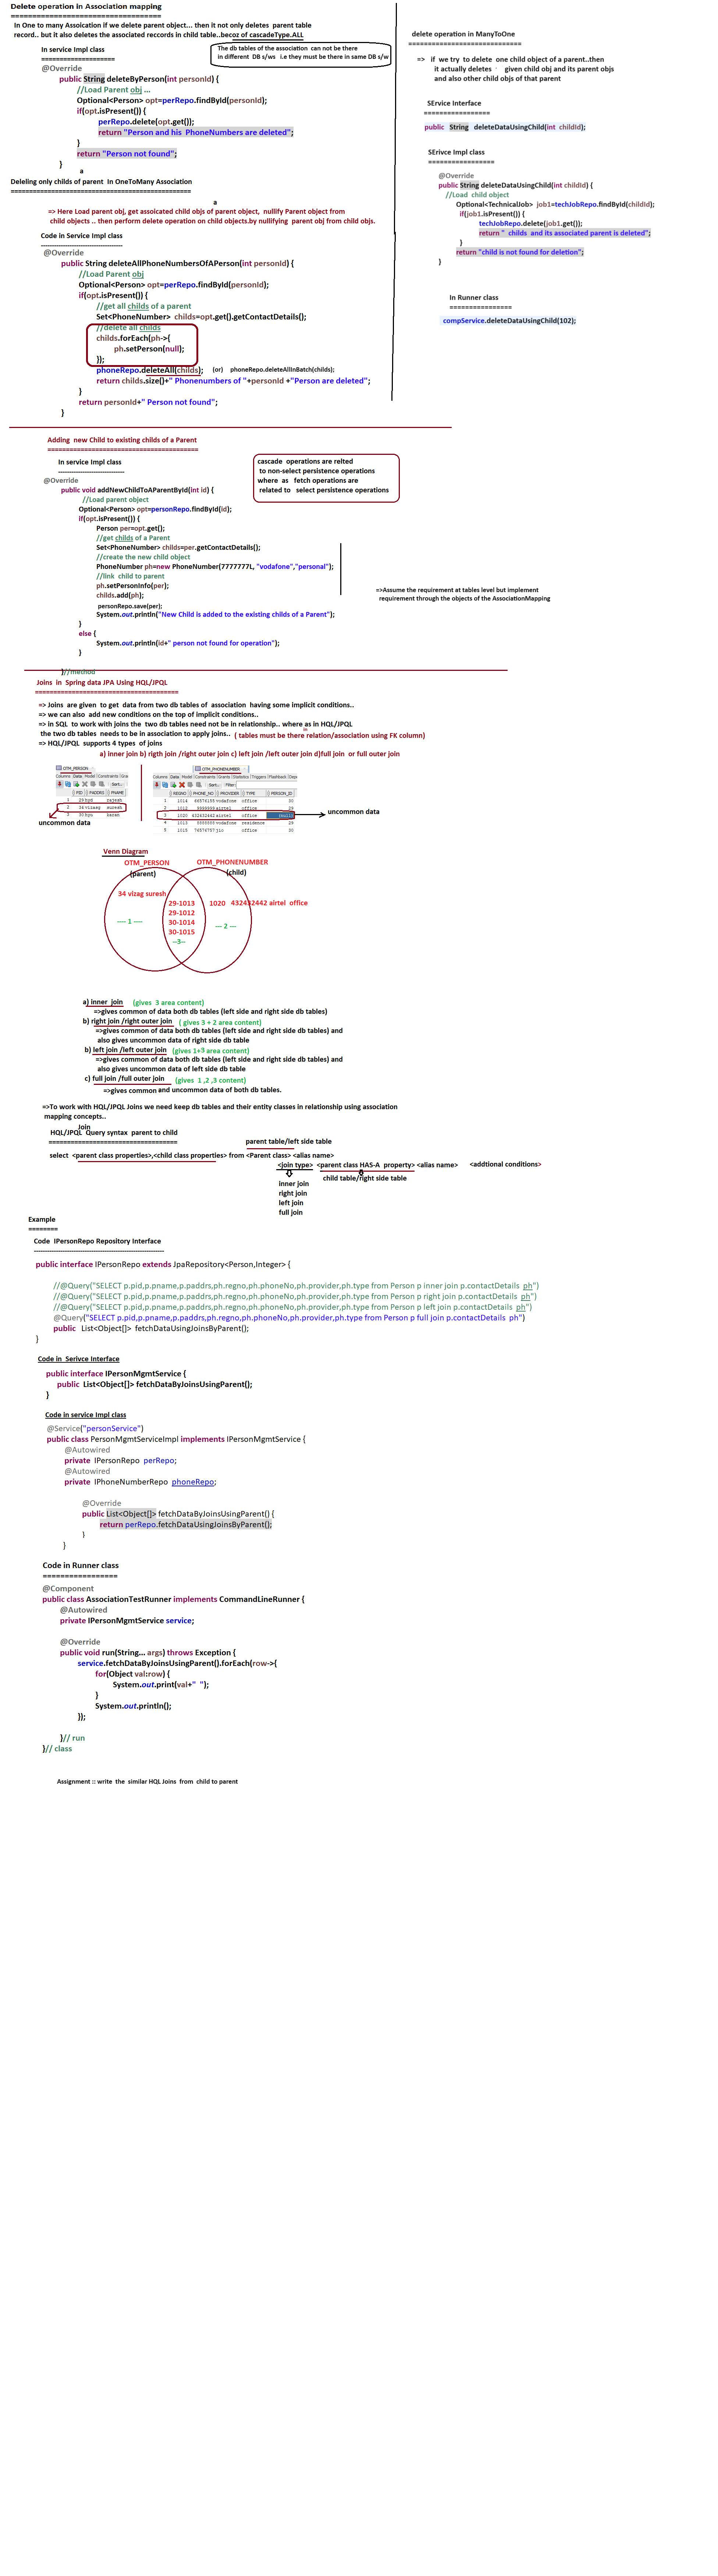 Delete operation in Association mapping
==================================
In One to many Assoication if we delete parent object... then it not only deletes parent table
record.. but it also deletes the associated reccords in child table..becoz of cascadeType.ALL
In service Impl class
===================
The db tables of the association can not be there
in different DB s/ws i.e they must be there in same DB s/w
@Override
public String deleteByPerson(int personId) {
//Load Parent obj ...
Optional<Person> opt=perRepo.findById(personId);
if(opt.isPresent()) {
perRepo.delete(opt.get());
return "Person and his PhoneNumbers are deleted";
}
return "Person not found";
}
a
Deleling only childs of parent In OneToMany Association
=================================================
a
=> Here Load parent obj, get assoicated child objs of parent object, nullify Parent object from
child objects .. then perform delete operation on child objects.by nullifying parent obj from child objs.
Code in Service Impl class
------------------------------
@Override
public String deleteAllPhoneNumbersOfAPerson(int personId) {
//Load Parent obj
Optional<Person> opt=perRepo.findById(personId);
if(opt.isPresent()) {
//get all childs of a parent
Set<PhoneNumber> childs=opt.get().getContactDetails();
//delete all childs
childs.forEach(ph->{
ph.setPerson(null);
});
phoneRepo.deleteAll(childs); (or) phoneRepo.deleteAllInBatch(childs);
return childs.size()+" Phonenumbers of "+personId +"Person are deleted";
}
return personId+" Person not found";
}
delete operation in ManyToOne
=============================
=> if we try to delete one child object of a parent..then
it actually deletes given child obj and its parent objs
and also other child objs of that parent
SErvice Interface
=================
public String deleteDataUsingChild(int childId);
SErivce Impl class
=================
@Override
public String deleteDataUsingChild(int childId) {
//Load child object
Optional<TechnicalJob> job1=techJobRepo.findById(childId);
if(job1.isPresent()) {
techJobRepo.delete(job1.get());
return " childs and its associated parent is deleted";
}
return "child is not found for deletion";
}
In Runner class
================
compService.deleteDataUsingChild(102);
Adding new Child to existing childs of a Parent
=========================================
In service Impl class
--------------------------
cascade operations are relted
to non-select persistence operations
where as fetch operations are
related to select persistence operations
@Override
public void addNewChildToAParentById(int id) {
//Load parent object
Optional<Person> opt=personRepo.findById(id);
if(opt.isPresent()) {
Person per=opt.get();
//get childs of a Parent
Set<PhoneNumber> childs=per.getContactDetails();
//create the new child object
PhoneNumber ph=new PhoneNumber(7777777L, "vodafone","personal");
//link child to parent
ph.setPersonInfo(per);
childs.add(ph);
personRepo.save(per);
System.out.println("New Child is added to the existing childs of a Parent");
}
else {
System.out.println(id+" person not found for operation");
}
}//method
=>Assume the requirement at tables level but implement
requirement through the objects of the AssociationMapping
Joins in Spring data JPA Using HQL/JPQL
=======================================
=> Joins are given to get data from two db tables of association having some implicit conditions..
=> we can also add new conditions on the top of implicit conditions..
=> in SQL to work with joins the two db tables need not be in relationship.. where as in HQL/JPQL
in
the two db tables needs to be in association to apply joins.. ( tables must be there relation/association using FK column)
=> HQL/JPQL supports 4 types of joins
a) inner join b) rigth join /right outer join c) left join /left outer join d)full join or full outer join
OTM_PERSON
PID PADDRS PNAME
1 29 hyd rajesh
2 34 vizag suresh
3 30 hyd karan
uncommon data
OTM_PHONENUMBER
Columns Data Model Constraints Grants Statistics Triggers Flashback
REGNO PHONE_NO PROVIDER TYPE PERSON_ID
1 1014 vodafone office 30
2 1012 airtel office 29
3 1020 432432442 airtel office
4 1013 vodafone residence 29
5 1015 jio office 30
uncommon data
Venn Diagram
OTM_PERSON
(parent)
OTM_PHONENUMBER
(child)
34 vizag suresh
29-1013
29-1012
30-1014
30-1015
--3--
1020 432432442 airtel office
---- 1 ----
--- 2 ---
a) inner join (gives 3 area content)
=>gives common of data both db tables (left side and right side db tables)
b) right join /right outer join ( gives 3 + 2 area content)
=>gives common of data both db tables (left side and right side db tables) and
also gives uncommon data of right side db table
b) left join /left outer join (gives 1+3 area content)
=>gives common of data both db tables (left side and right side db tables) and
also gives uncommon data of left side db table
c) full join /full outer join (gives 1 ,2 ,3 content)
=>gives common and uncommon data of both db tables.
=>To work with HQL/JPQL Joins we need keep db tables and their entity classes in relationship using association
mapping concepts..
Join
HQL/JPQL Query syntax parent to child
===================================
parent table/left side table
select <parent class properties>,<child class properties> from <Parent class> <alias name>
<join type> <parent class HAS-A property> <alias name> <addtional conditions>
child table/right side table
inner join
right join
left join
full join
Example
========
Code IPersonRepo Repository Interface
------------------------------------------------
public interface IPersonRepo extends JpaRepository<Person,Integer> {
//@Query("SELECT p.pid,p.pname,p.paddrs,ph.regno,ph.phoneNo,ph.provider,ph.type from Person p inner join p.contactDetails ph")
//@Query("SELECT p.pid,p.pname,p.paddrs,ph.regno,ph.phoneNo,ph.provider,ph.type from Person p right join p.contactDetails ph")
//@Query("SELECT p.pid,p.pname,p.paddrs,ph.regno,ph.phoneNo,ph.provider,ph.type from Person p left join p.contactDetails ph")
@Query("SELECT p.pid,p.pname,p.paddrs,ph.regno,ph.phoneNo,ph.provider,ph.type from Person p full join p.contactDetails ph")
public List<Object[]> fetchDataUsingJoinsByParent();
}
Code in Serivce Interface
public interface IPersonMgmtService {
public List<Object[]> fetchDataByJoinsUsingParent();
}
Code in service Impl class
@Service("personService")
public class PersonMgmtServiceImpl implements IPersonMgmtService {
@Autowired
private IPersonRepo perRepo;
@Autowired
private IPhoneNumberRepo phoneRepo;
@Override
public List<Object[]> fetchDataByJoinsUsingParent() {
return perRepo.fetchDataUsingJoinsByParent();
}
}
Code in Runner class
=================
@Component
public class AssociationTestRunner implements CommandLineRunner {
@Autowired
private IPersonMgmtService service;
@Override
public void run(String... args) throws Exception {
service.fetchDataByJoinsUsingParent().forEach(row->{
for(Object val:row) {
System.out.print(val+" ");
}
System.out.println();
});
}// run
}// class
Assignment :: write the similar HQL Joins from child to parent